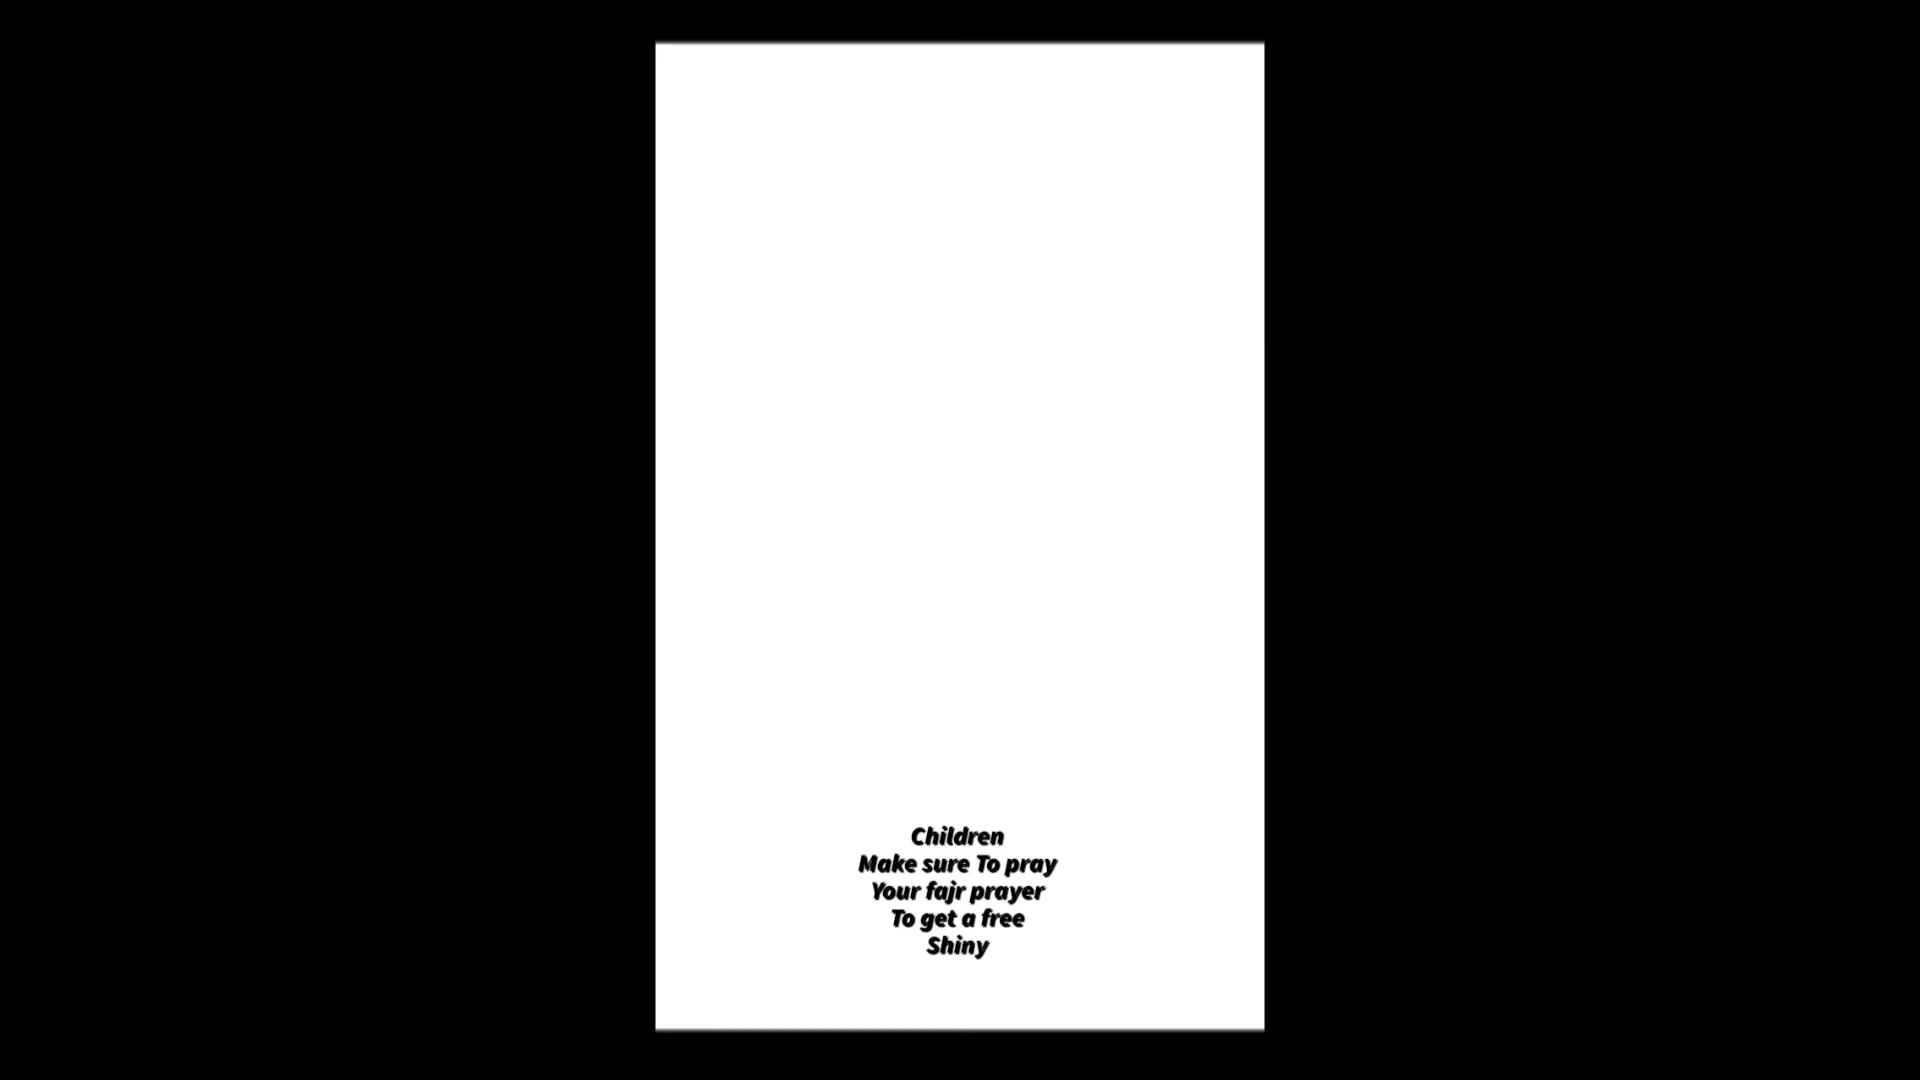 Children
Make sure To pray
Your fajr prayer
To get a free
Shiny